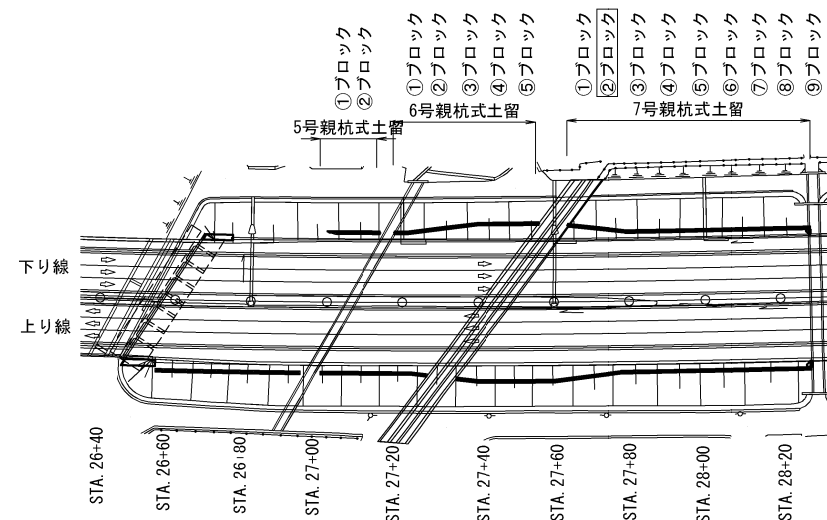 ①ブロック
②ブロック
①ブロック
②ブロック
③ブロック
④ブロック
⑤ブロック
①ブロック
②ブロック
③ブロック
④ブロック
⑤ブロック
⑥ブロック
⑦ブロック
⑧ブロック
⑨ブロック
5号親杭式土留
6号親杭式土留
7号親杭式土留
下り線
上り線
STA. 26+40
STA. 26+60
STA. 26+80
STA. 27+00
STA. 27+20
STA. 27+40
STA. 27+60
STA. 27+80
STA. 28+00
STA. 28+20